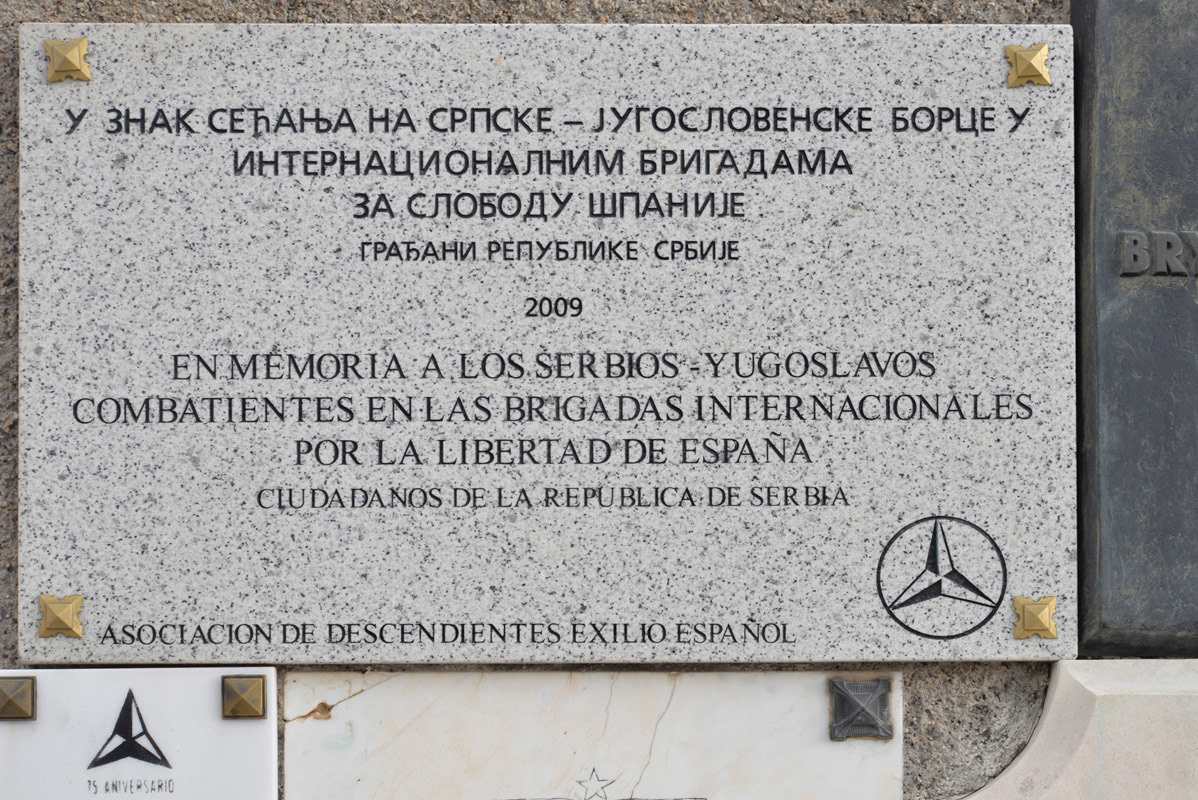 У ЗНАК СЕЋАЊА НА СРПСКЕ – ЈУГОСЛОВЕНСКЕ БОРЦЕ У
ИНТЕРНАЦИОНАЛНИМ БРИГАДАМА
ЗА СЛОБОДУ ШПАНИЈЕ
ГРАЂАНИ РЕПУБЛИКЕ СРБИЈЕ
2009
EN MEMORIA A LOS SERBIOS - YUGOSLAVOS
COMBATIENTES EN LAS BRIGADAS INTERNACIONALES
POR LA LIBERTAD DE ESPAÑA
CIUDADANOS DE LA REPUBLICA DE SERBIA
ASOCIACION DE DESCENDIENTES EXILIO ESPAÑOL
ANIVERSARIO